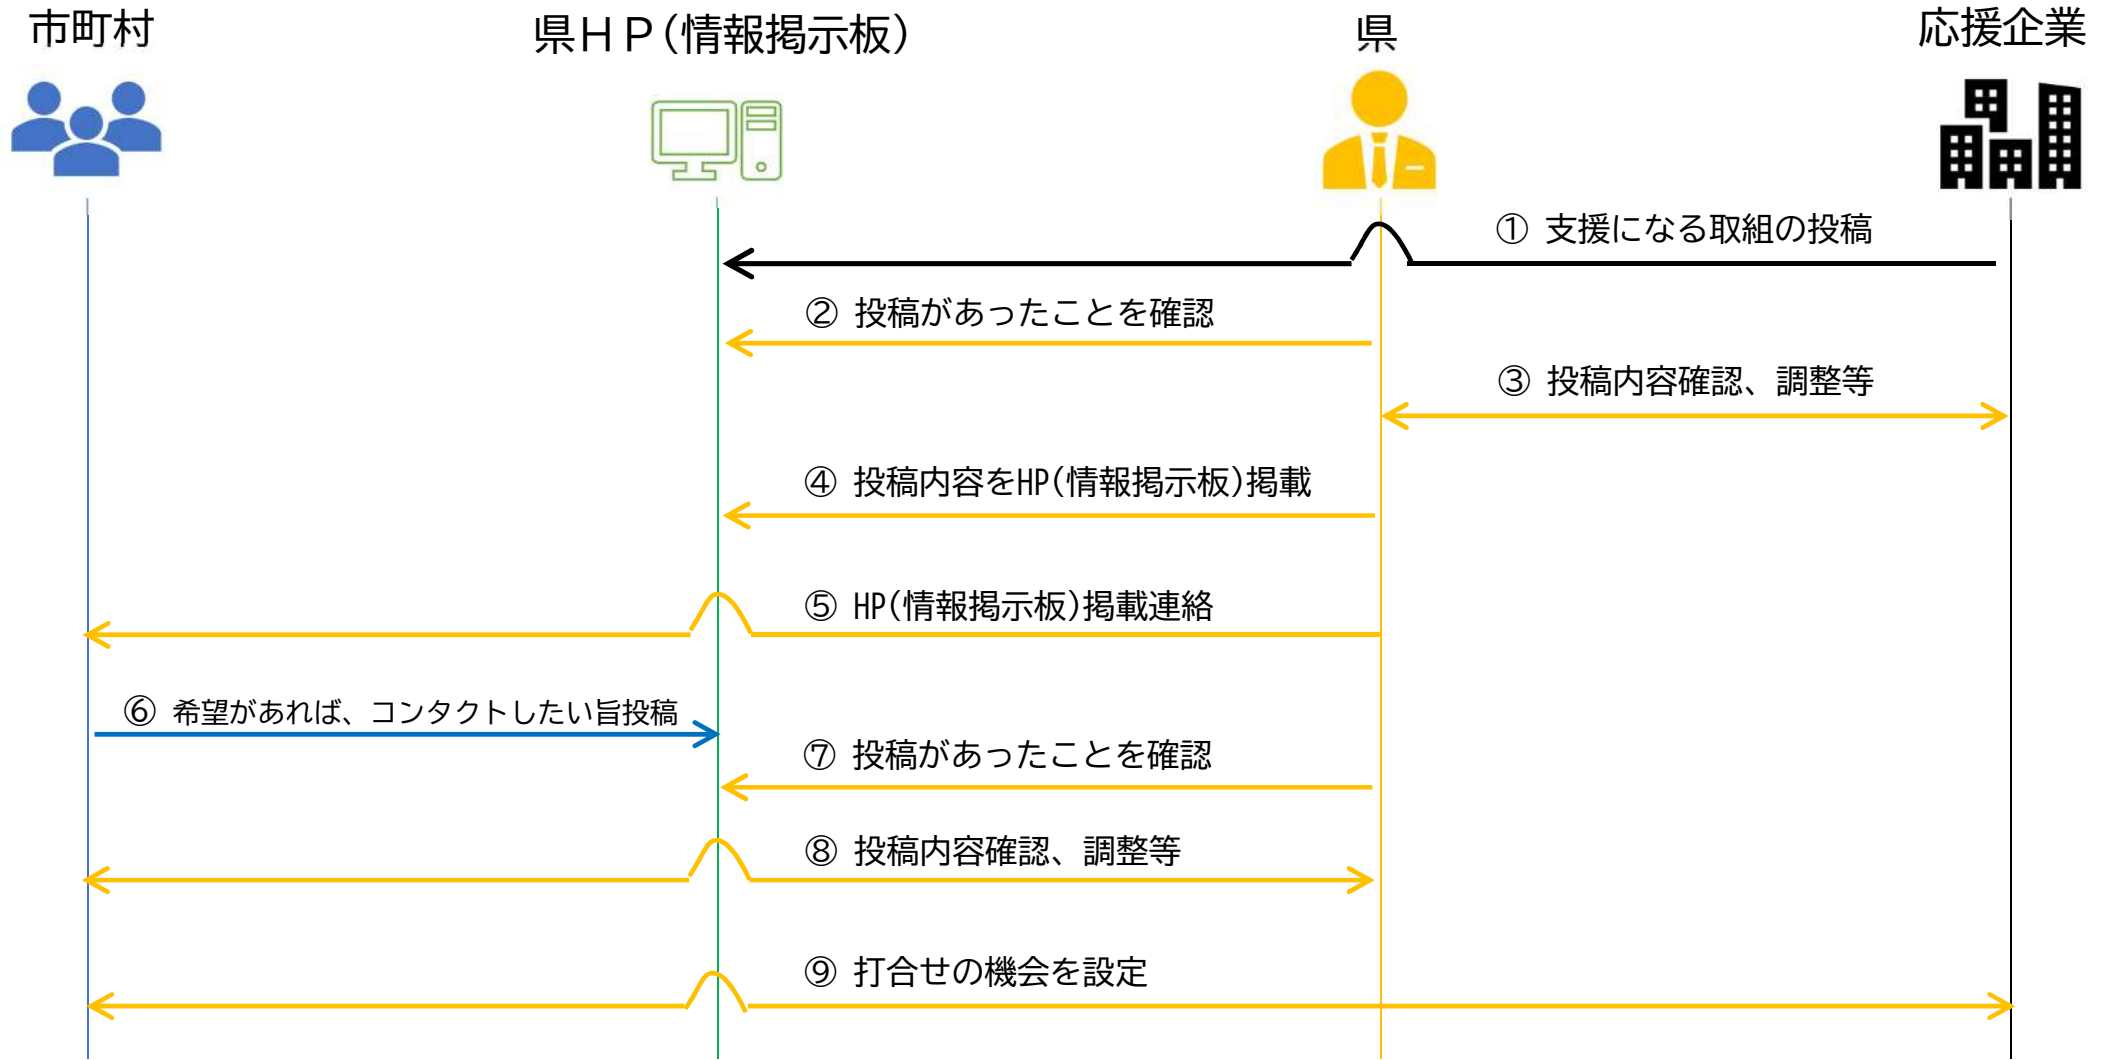 市町村
県ＨＰ(情報掲示板)
県
応援企業
① 支援になる取組の投稿
② 投稿があったことを確認
③ 投稿内容確認、調整等
④ 投稿内容をHP(情報掲示板)掲載
⑤ HP(情報掲示板)掲載連絡
⑥ 希望があれば、コンタクトしたい旨投稿
⑦ 投稿があったことを確認
⑧ 投稿内容確認、調整等
⑨ 打合せの機会を設定